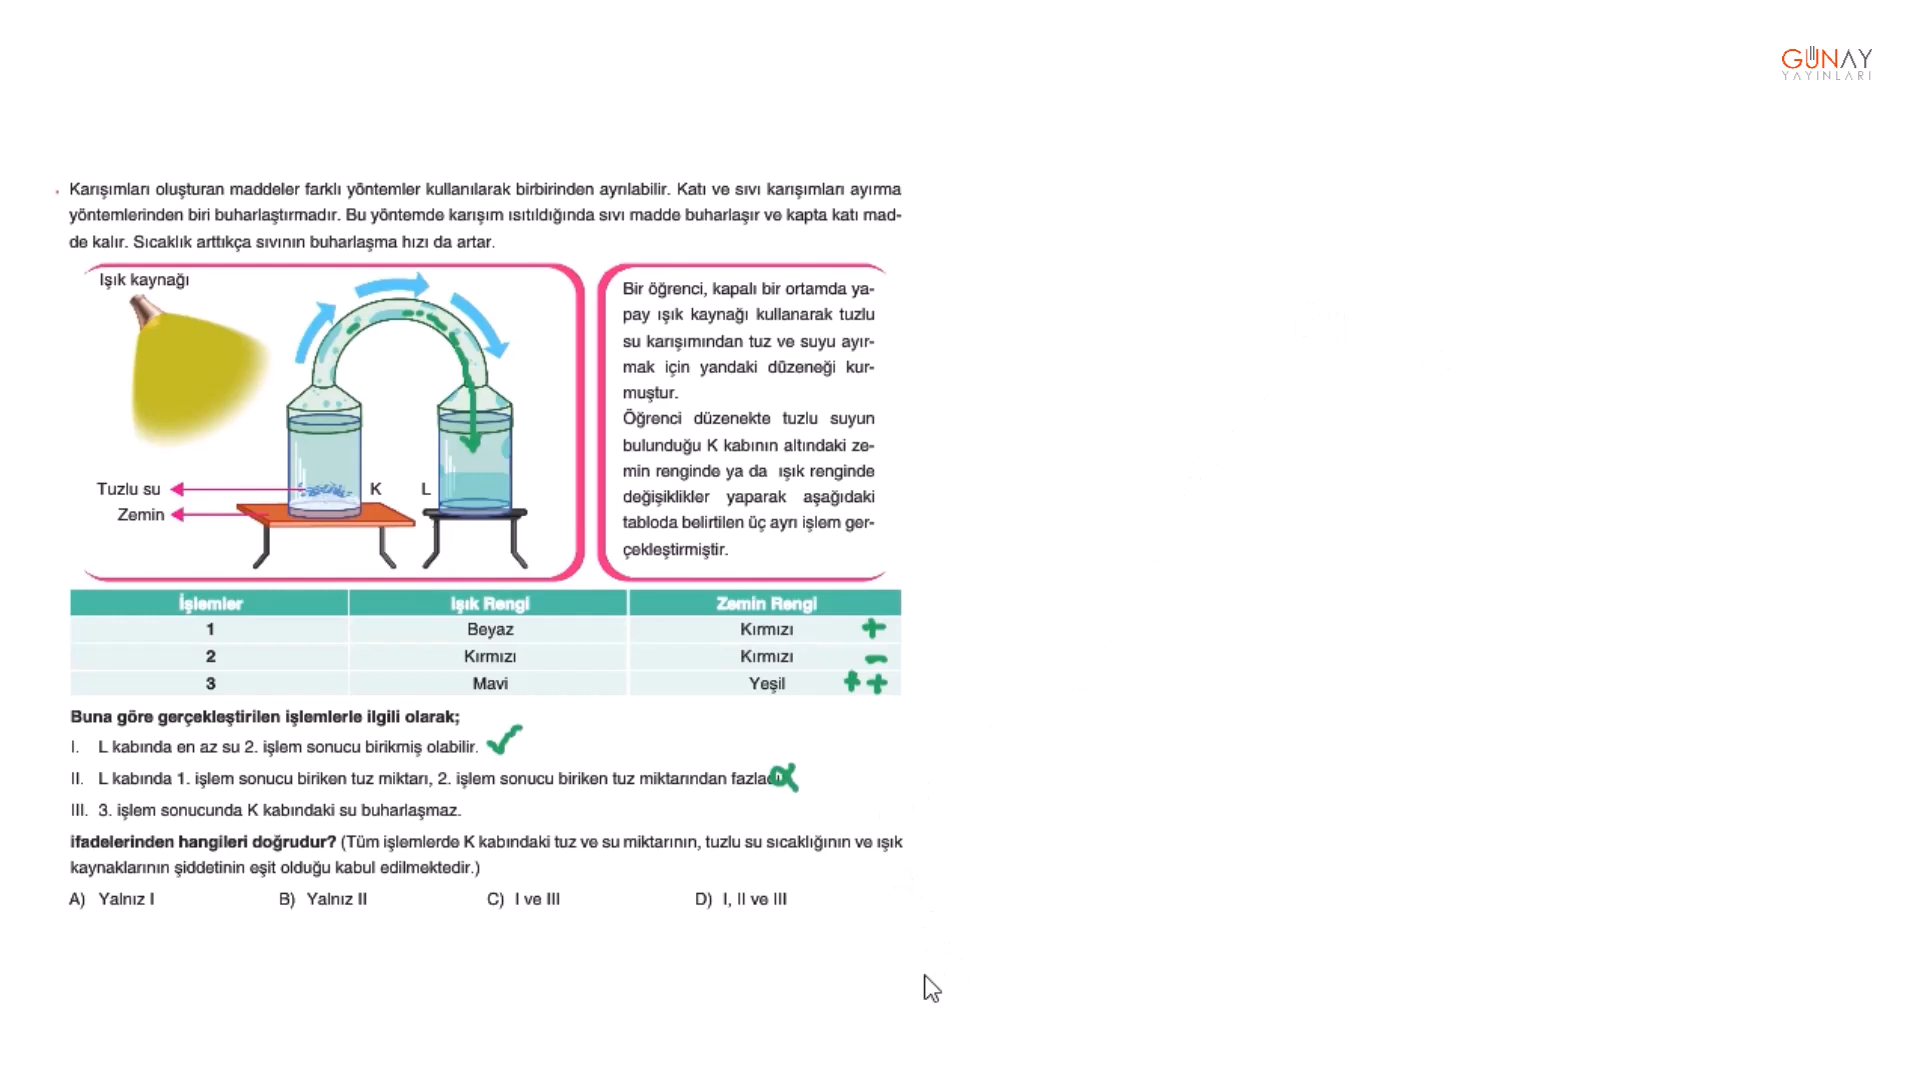 GÜNAY
YAYINLARI
Karışımları oluşturan maddeler farklı yöntemler kullanılarak birbirinden ayrılabilir. Katı ve sıvı karışımları ayırma
yöntemlerinden biri buharlaştırmadır. Bu yöntemde karışım ısıtıldığında sıvı madde buharlaşır ve kapta katı mad-
de kalır. Sıcaklık arttıkça sıvının buharlaşma hızı da artar.
Işık kaynağı
Tuzlu su
Zemin
K
L
Bir öğrenci, kapalı bir ortamda ya-
pay ışık kaynağı kullanarak tuzlu
su karışımından tuz ve suyu ayır-
mak için yandaki düzeneği kur-
muştur.
Öğrenci düzenekte tuzlu suyun
bulunduğu K kabının altındaki ze-
min renginde ya da ışık renginde
değişiklikler yaparak aşağıdaki
tabloda belirtilen üç ayrı işlem ger-
çekleştirmiştir.
İşlemler Işık Rengi Zemin Rengi
1 Beyaz Kırmızı +
2 Kırmızı Kırmızı -
3 Mavi Yeşil ++
Buna göre gerçekleştirilen işlemlerle ilgili olarak;
I. L kabında en az su 2. işlem sonucu birikmiş olabilir.
II. L kabında 1. işlem sonucu biriken tuz miktarı, 2. işlem sonucu biriken tuz miktarından
III. 3. işlem sonucunda K kabındaki su buharlaşmaz.
ifadelerinden hangileri doğrudur? (Tüm işlemlerde K kabındaki tuz ve su miktarının, tuzlu su sıcaklığının ve ışık
kaynaklarının şiddetinin eşit olduğu kabul edilmektedir.)
A) Yalnız I B) Yalnız II C) I ve III D) I, II ve III